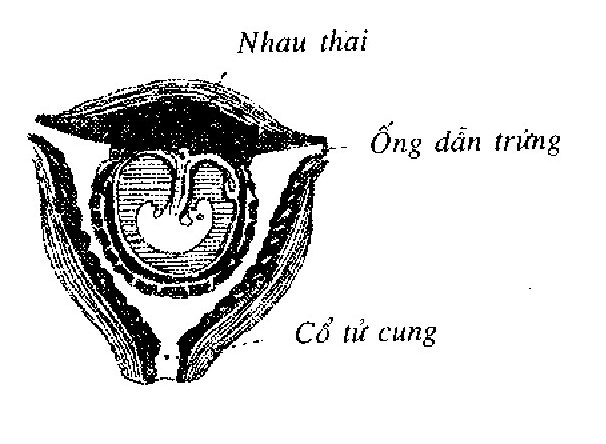 Nhau thai
Ống dẫn trứng
Cổ tử cung